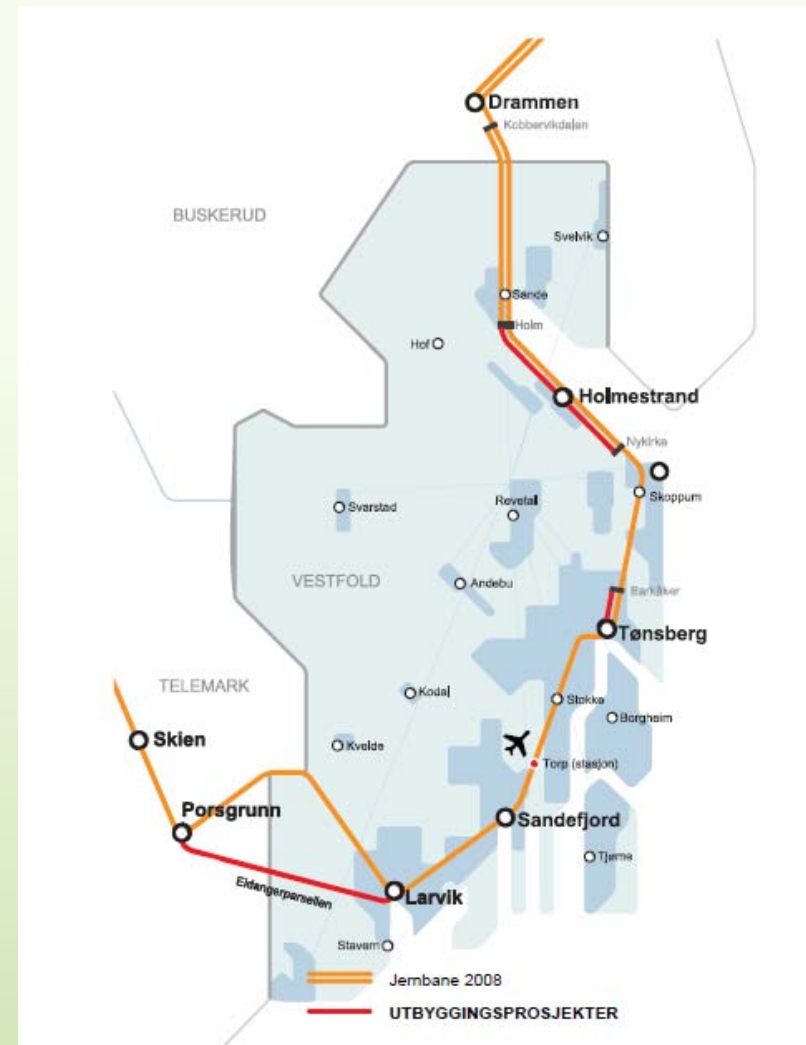 Drammen
Kobbervikdalen
BUSKERUD
Svelvik
Sande
Holm
Hof
Holmestrand
Nykirke
Skoppum
Svarstad
Revetal
VESTFOLD
Andebu
Barkåker
Tønsberg
TELEMARK
Kodal
Stokke
Borgheim
Skien
Kvelde
Torp (stasjon)
Porsgrunn
Sandefjord
Tjøme
Eidangerparsellen
Larvik
Stavern
Jernbane 2008
UTBYGGINGSPROSJEKTER